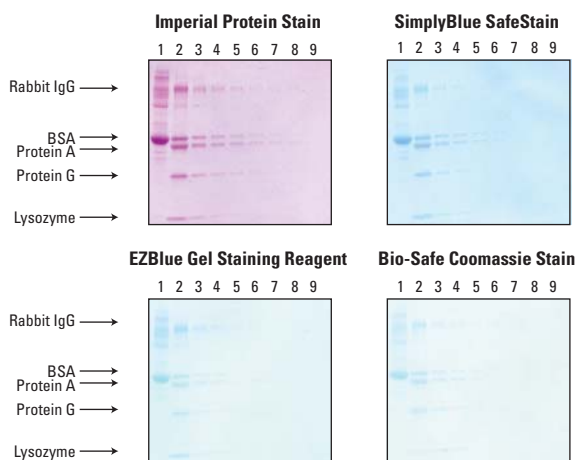 Imperial Protein Stain
SimplyBlue SafeStain
1 2 3 4 5 6 7 8 9
1 2 3 4 5 6 7 8 9
Rabbit IgG
BSA
Protein A
Protein G
Lysozyme
EZBlue Gel Staining Reagent
Bio-Safe Coomassie Stain
1 2 3 4 5 6 7 8 9
1 2 3 4 5 6 7 8 9
Rabbit IgG
BSA
Protein A
Protein G
Lysozyme